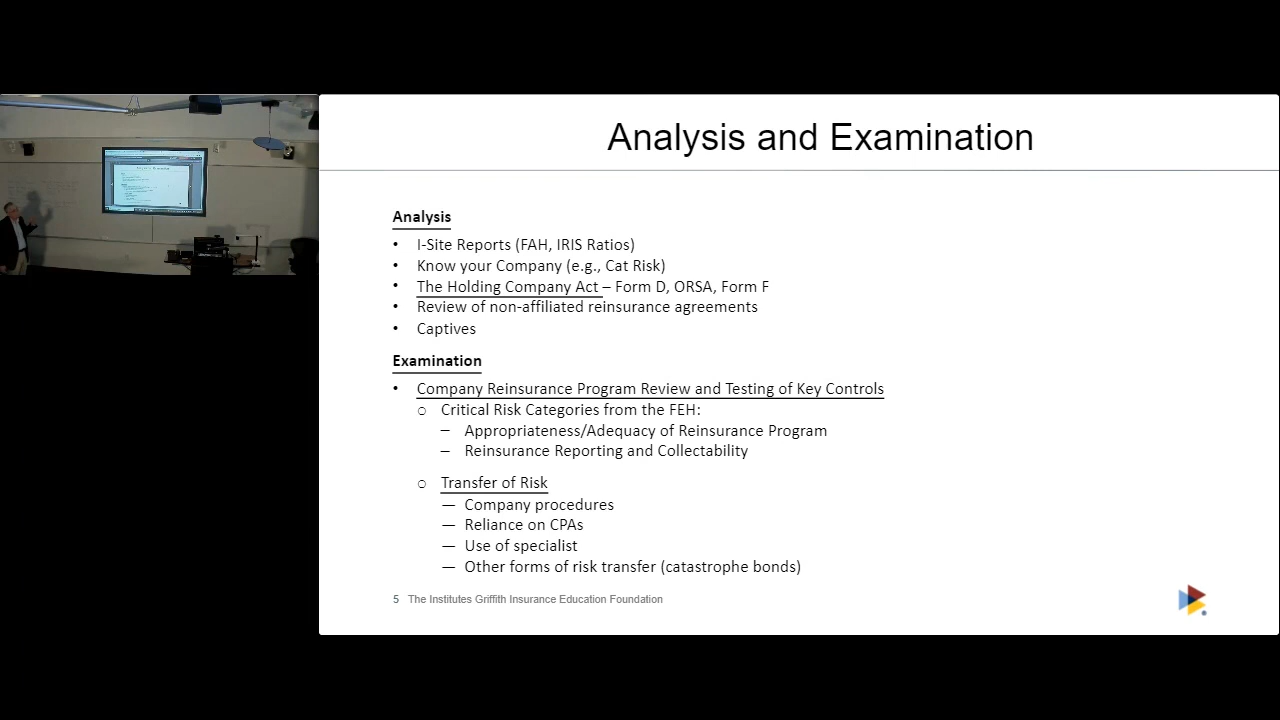 Analysis and Examination
Analysis
• I-Site Reports (FAH, IRIS Ratios)
• Know your Company (e.g., Cat Risk)
• The Holding Company Act – Form D, ORSA, Form F
• Review of non-affiliated reinsurance agreements
• Captives
Examination
• Company Reinsurance Program Review and Testing of Key Controls
○ Critical Risk Categories from the FEH:
– Appropriateness/Adequacy of Reinsurance Program
– Reinsurance Reporting and Collectability
○ Transfer of Risk
— Company procedures
— Reliance on CPAs
— Use of specialist
— Other forms of risk transfer (catastrophe bonds)
5 The Institutes Griffith Insurance Education Foundation